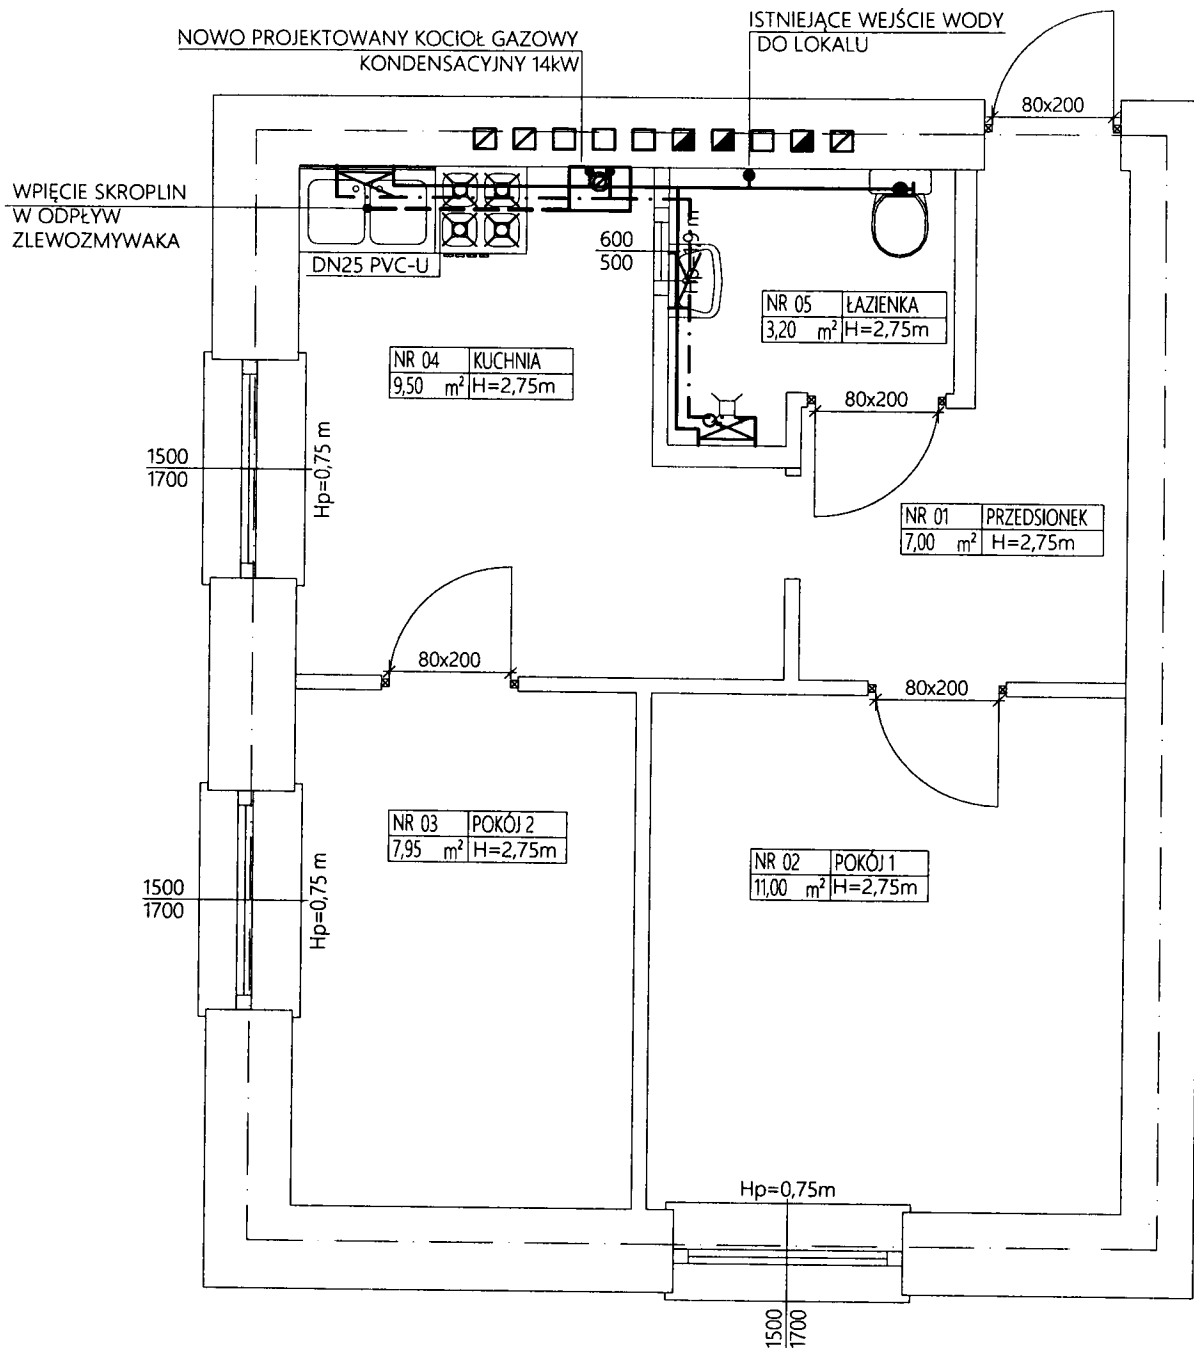 NOWO PROJEKTOWANY KOCIOŁ GAZOWY
KONDENSACYJNY 14kW
ISTNIEJĄCE WEJŚCIE WODY
DO LOKALU
80x200
WPIĘCIE SKROPLIN
W ODPŁYW
ZLEWOZMYWAKA
DN25 PVC-U
600
500
NR 05 ŁAZIENKA
3,20 m² H=2,75m
NR 04 KUCHNIA
9,50 m² H=2,75m
80x200
1500
1700
Hp=0,75 m
NR 01 PRZEDSIONEK
7,00 m² H=2,75m
80x200
80x200
NR 03 POKÓJ 2
7,95 m² H=2,75m
NR 02 POKÓJ 1
11,00 m² H=2,75m
1500
1700
Hp=0,75 m
Hp=0,75m
1500
1700